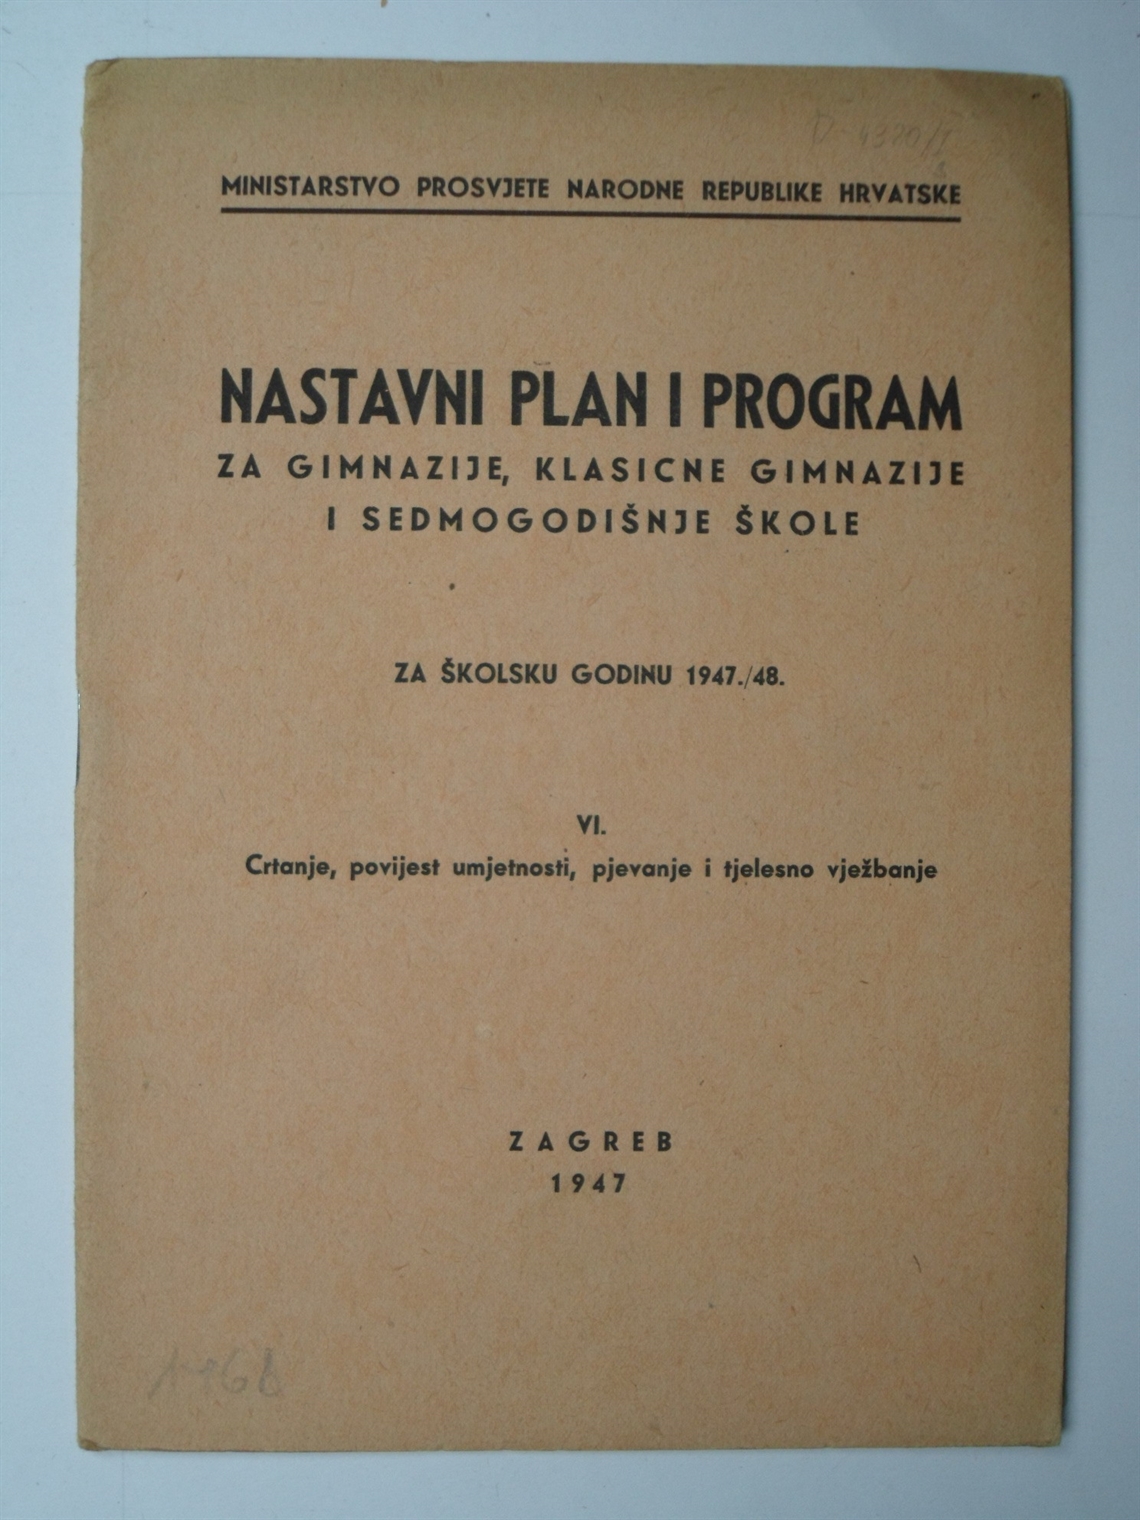 MINISTARSTVO PROSVJETE NARODNE REPUBLIKE HRVATSKE
NASTAVNI PLAN I PROGRAM
ZA GIMNAZIJE, KLASICNE GIMNAZIJE
I SEDMOGODIŠNJE ŠKOLE
ZA ŠKOLSKU GODINU 1947./48.
VI.
Crtanje, povijest umjetnosti, pjevanje i tjelesno vježbanje
ZAGREB
1947